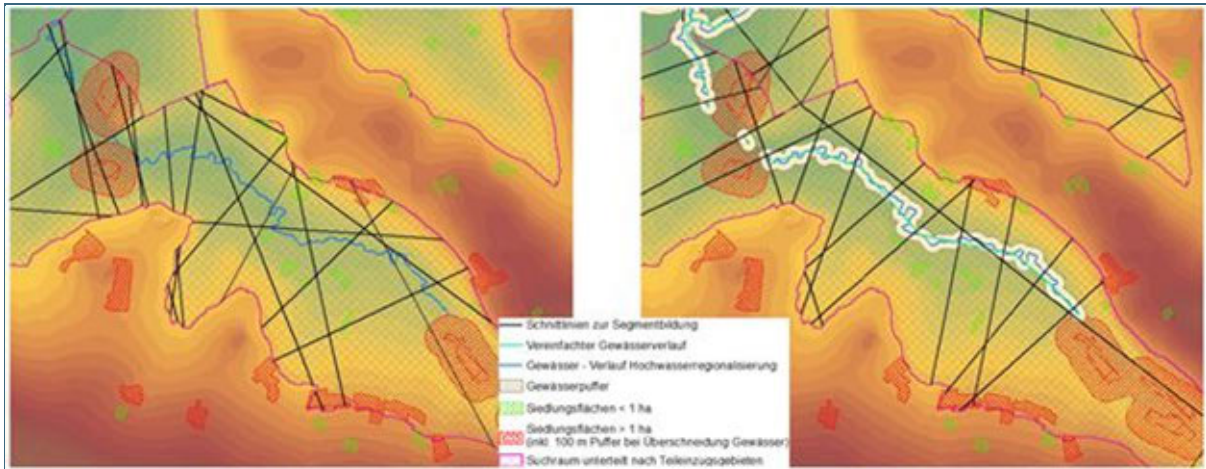 Schnittlinien zur Segmentbildung
Vereinfachter Gewässerverlauf
Gewässer - Verlauf Hochwasserregionalisierung
Gewässerpuffer
Siedlungsflächen < 1 ha
Siedlungsflächen > 1 ha
(inkl. 100 m Puffer bei Überschneidung Gewässer)
Suchraum unterteilt nach Teileinzugsgebieten